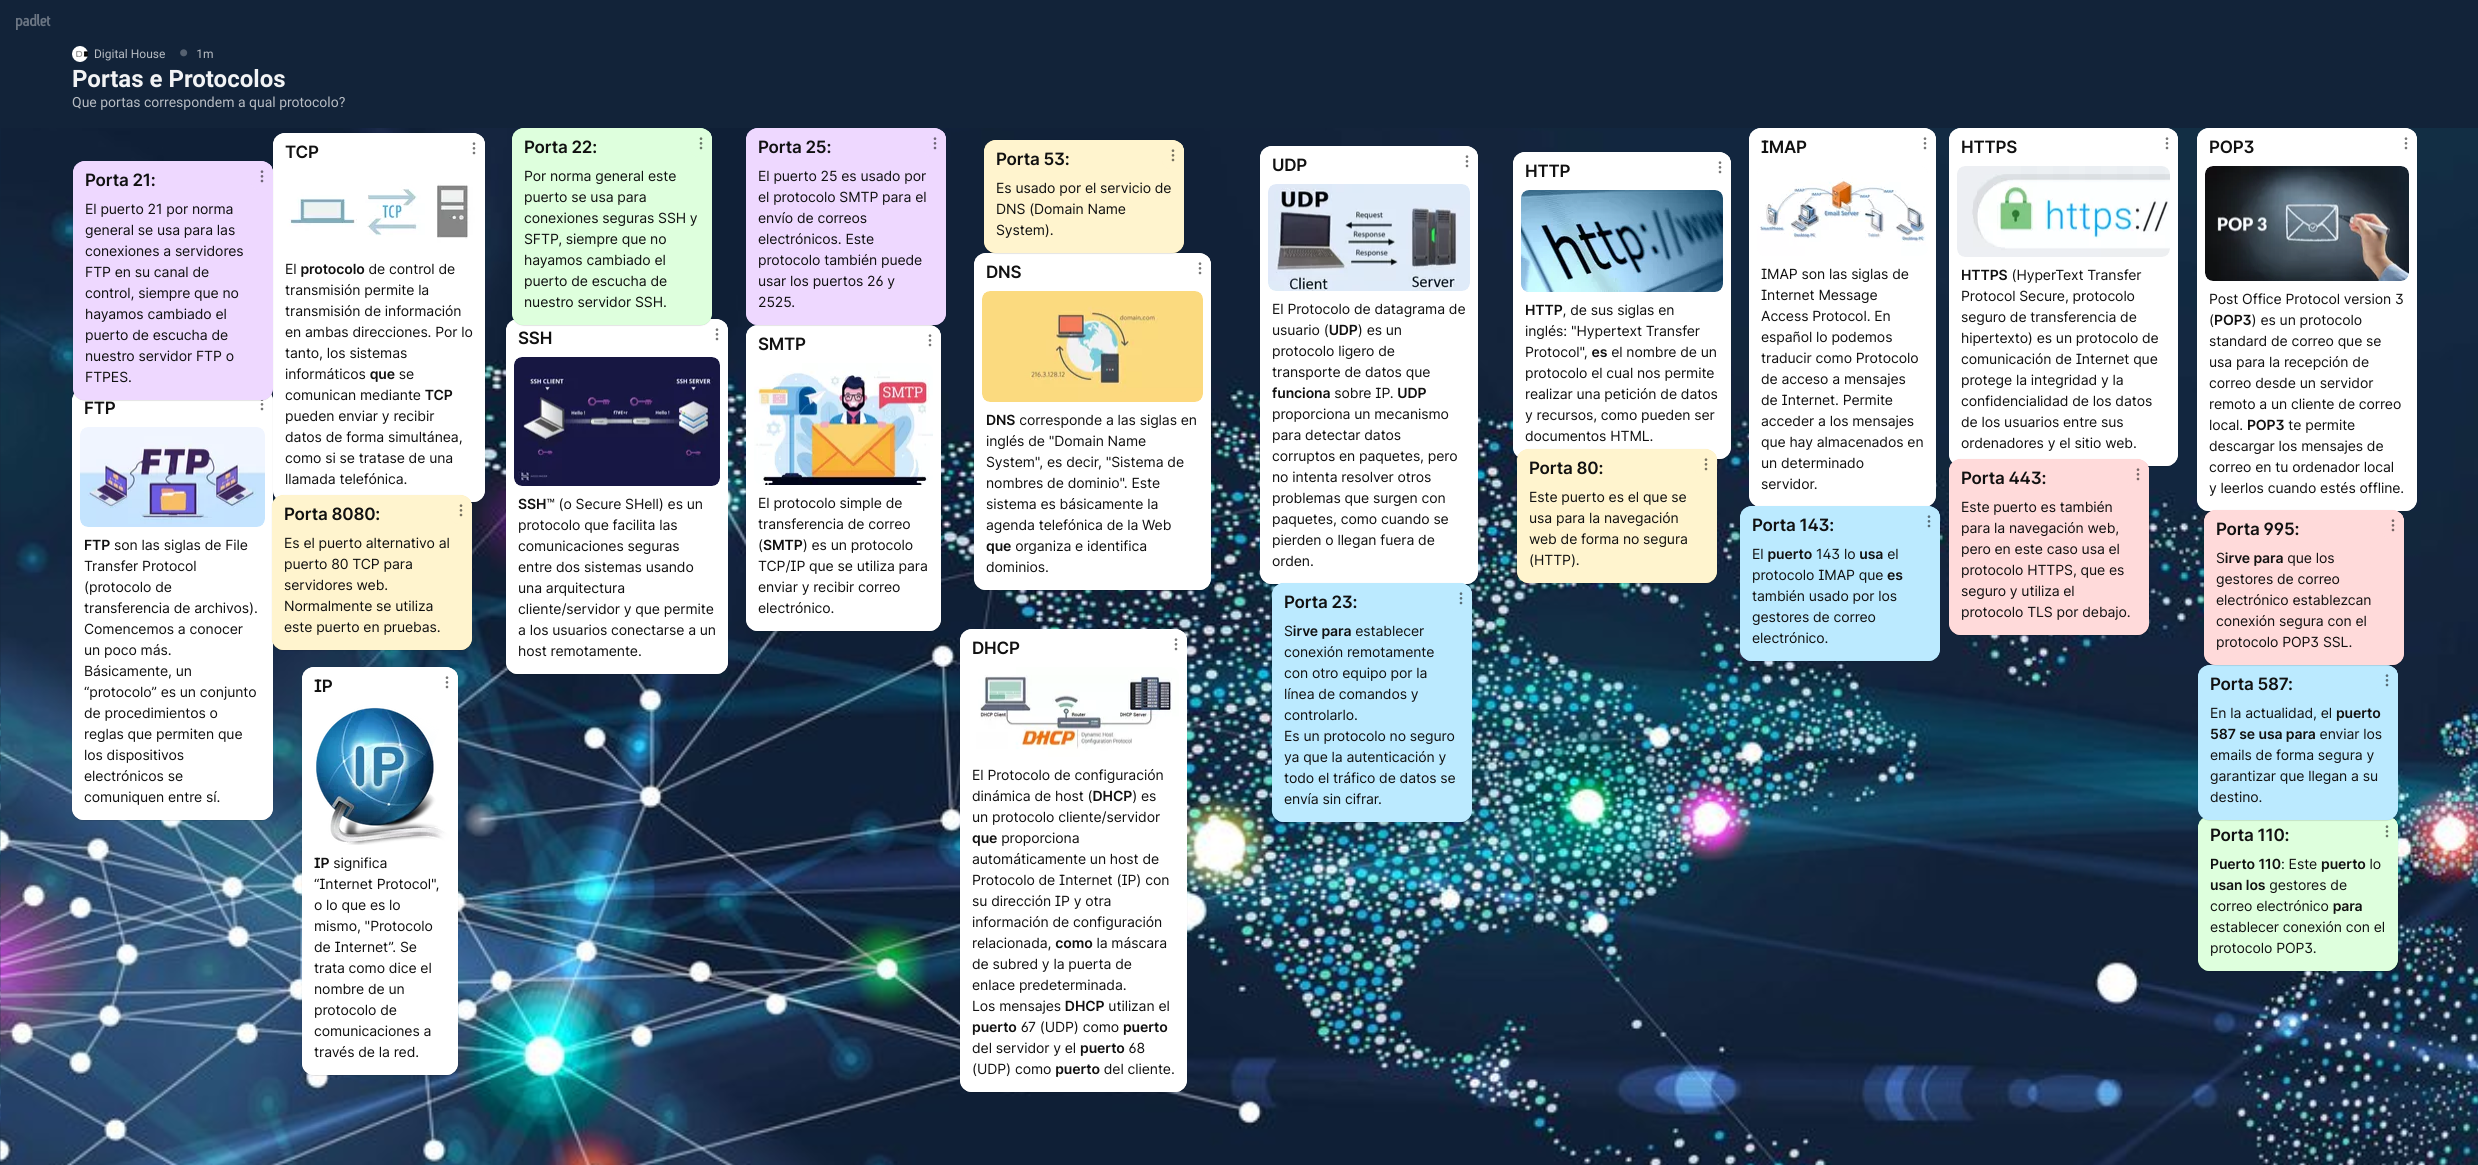 padlet
Digital House 1m
Portas e Protocolos
Que portas correspondem a qual protocolo?
Porta 21:
El puerto 21 por norma
general se usa para las
conexiones a servidores
FTP en su canal de
control, siempre que no
hayamos cambiado el
puerto de escucha de
nuestro servidor FTP o
FTPES.
FTP
FTP
FTP son las siglas de File
Transfer Protocol
(protocolo de
transferencia de archivos).
Comencemos a conocer
un poco más.
Básicamente, un
“protocolo” es un conjunto
de procedimientos o
reglas que permiten que
los dispositivos
electrónicos se
comuniquen entre sí.
TCP
TCP
El protocolo de control de
transmisión permite la
transmisión de información
en ambas direcciones. Por lo
tanto, los sistemas
informáticos que se
comunican mediante TCP
pueden enviar y recibir
datos de forma simultánea,
como si se tratase de una
llamada telefónica.
Porta 8080:
Es el puerto alternativo al
puerto 80 TCP para
servidores web.
Normalmente se utiliza
este puerto en pruebas.
IP
IP
IP significa
“Internet Protocol",
o lo que es lo
mismo, "Protocolo
de Internet”. Se
trata como dice el
nombre de un
protocolo de
comunicaciones a
través de la red.
Porta 22:
Por norma general este
puerto se usa para
conexiones seguras SSH y
SFTP, siempre que no
hayamos cambiado el
puerto de escucha de
nuestro servidor SSH.
SSH
SSH CLIENT
SSH SERVER
Hello !
Hello !
SSH™ (o Secure SHell) es un
protocolo que facilita las
comunicaciones seguras
entre dos sistemas usando
una arquitectura
cliente/servidor y que permite
a los usuarios conectarse a un
host remotamente.
Porta 25:
El puerto 25 es usado por
el protocolo SMTP para el
envío de correos
electrónicos. Este
protocolo también puede
usar los puertos 26 y
2525.
SMTP
SMTP
El protocolo simple de
transferencia de correo
(SMTP) es un protocolo
TCP/IP que se utiliza para
enviar y recibir correo
electrónico.
Porta 53:
Es usado por el servicio de
DNS (Domain Name
System).
DNS
domain.com
216.3.128.12
DNS corresponde a las siglas en
inglés de "Domain Name
System", es decir, "Sistema de
nombres de dominio". Este
sistema es básicamente la
agenda telefónica de la Web
que organiza e identifica
dominios.
DHCP
DHCP Client
Router
DHCP Server
DHCP
Dynamic Host
Configuration Protocol
El Protocolo de configuración
dinámica de host (DHCP) es
un protocolo cliente/servidor
que proporciona
automáticamente un host de
Protocolo de Internet (IP) con
su dirección IP y otra
información de configuración
relacionada, como la máscara
de subred y la puerta de
enlace predeterminada.
Los mensajes DHCP utilizan el
puerto 67 (UDP) como puerto
del servidor y el puerto 68
(UDP) como puerto del cliente.
UDP
UDP
Request
Response
Response
Client
Server
El Protocolo de datagrama de
usuario (UDP) es un
protocolo ligero de
transporte de datos que
funciona sobre IP. UDP
proporciona un mecanismo
para detectar datos
corruptos en paquetes, pero
no intenta resolver otros
problemas que surgen con
paquetes, como cuando se
pierden o llegan fuera de
orden.
Porta 23:
Sirve para establecer
conexión remotamente
con otro equipo por la
línea de comandos y
controlarlo.
Es un protocolo no seguro
ya que la autenticación y
todo el tráfico de datos se
envía sin cifrar.
HTTP
http://www
HTTP, de sus siglas en
inglés: "Hypertext Transfer
Protocol", es el nombre de un
protocolo el cual nos permite
realizar una petición de datos
y recursos, como pueden ser
documentos HTML.
Porta 80:
Este puerto es el que se
usa para la navegación
web de forma no segura
(HTTP).
IMAP
Email Server
IMAP son las siglas de
Internet Message
Access Protocol. En
español lo podemos
traducir como Protocolo
de acceso a mensajes
de Internet. Permite
acceder a los mensajes
que hay almacenados en
un determinado
servidor.
Porta 143:
El puerto 143 lo usa el
protocolo IMAP que es
también usado por los
gestores de correo
electrónico.
HTTPS
https://
HTTPS (HyperText Transfer
Protocol Secure, protocolo
seguro de transferencia de
hipertexto) es un protocolo de
comunicación de Internet que
protege la integridad y la
confidencialidad de los datos
de los usuarios entre sus
ordenadores y el sitio web.
Porta 443:
Este puerto es también
para la navegación web,
pero en este caso usa el
protocolo HTTPS, que es
seguro y utiliza el
protocolo TLS por debajo.
POP3
POP 3
Post Office Protocol version 3
(POP3) es un protocolo
standard de correo que se
usa para la recepción de
correo desde un servidor
remoto a un cliente de correo
local. POP3 te permite
descargar los mensajes de
correo en tu ordenador local
y leerlos cuando estés offline.
Porta 995:
Sirve para que los
gestores de correo
electrónico establezcan
conexión segura con el
protocolo POP3 SSL.
Porta 587:
En la actualidad, el puerto
587 se usa para enviar los
emails de forma segura y
garantizar que llegan a su
destino.
Porta 110:
Puerto 110: Este puerto lo
usan los gestores de
correo electrónico para
establecer conexión con el
protocolo POP3.